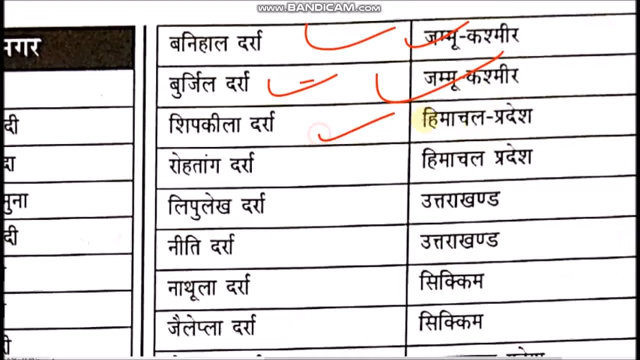 WWW.BANDICAM.COM
नगर
बनिहाल दर्रा जम्मू-कश्मीर
बुर्जिल दर्रा जम्मू कश्मीर
दी शिपकीला दर्रा हिमाचल-प्रदेश
रोहतांग दर्रा हिमाचल प्रदेश
मुना लिपुलेख दर्रा उत्तराखण्ड
दी नीति दर्रा उत्तराखण्ड
नाथूला दर्रा सिक्किम
जैलेप्ला दर्रा सिक्किम